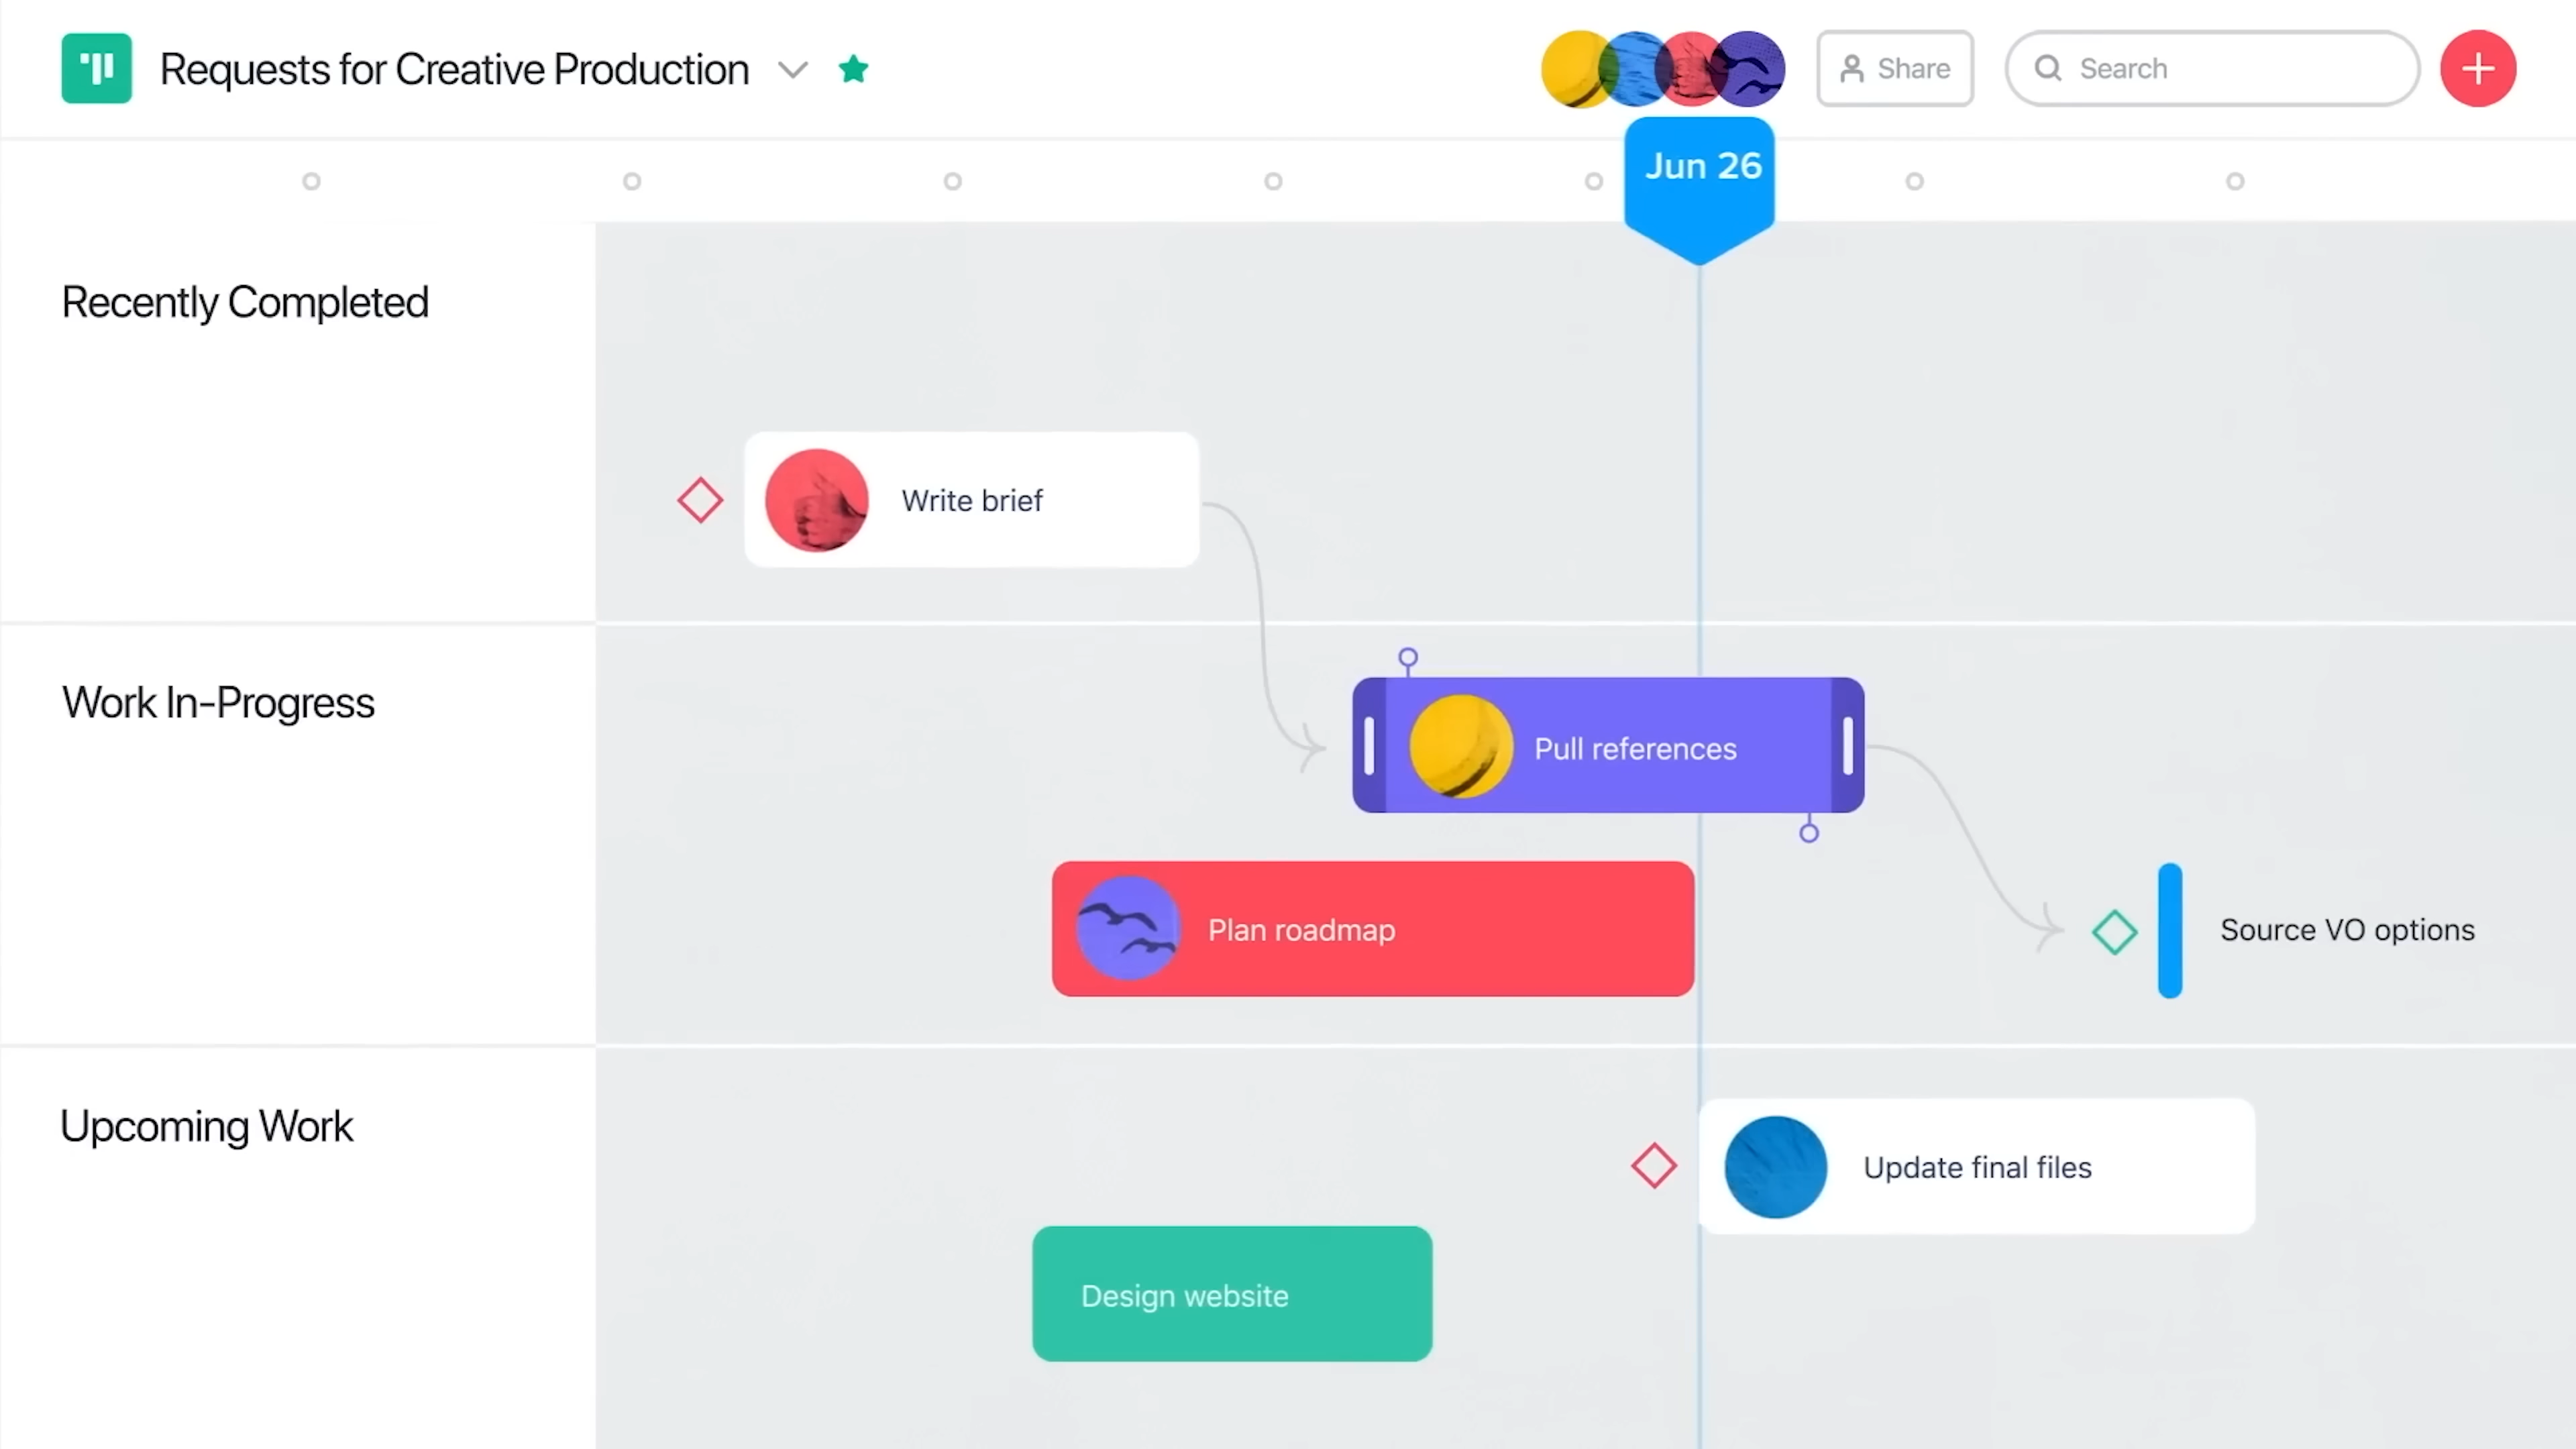 Requests for Creative Production
Share
Search
Jun 26
Recently Completed
Write brief
Work In-Progress
Pull references
Plan roadmap
Source VO options
Upcoming Work
Update final files
Design website